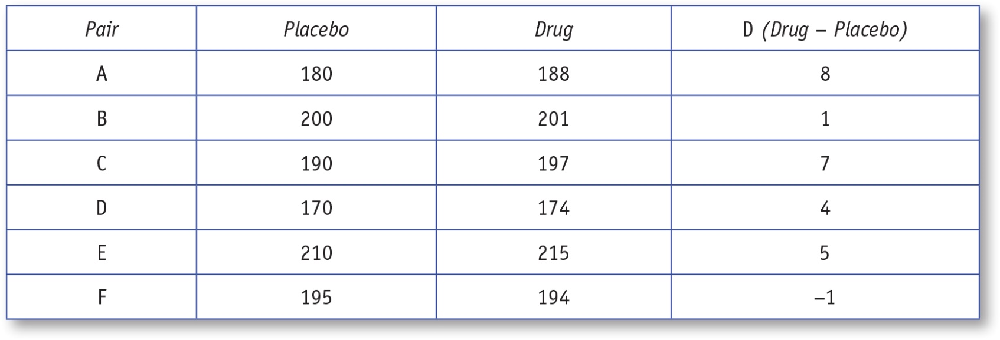 Pair Placebo Drug D (Drug – Placebo)
A 180 188 8
B 200 201 1
C 190 197 7
D 170 174 4
E 210 215 5
F 195 194 –1